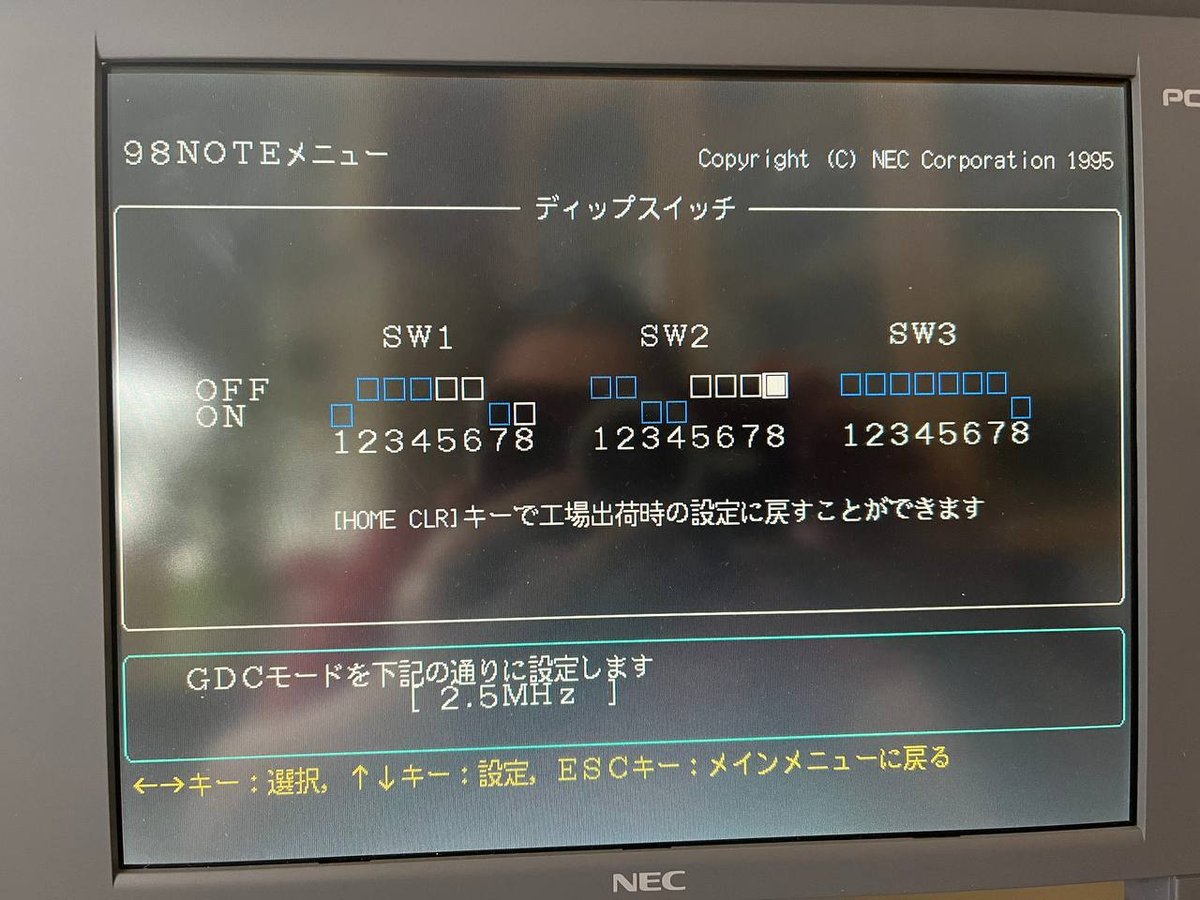 PC
98NOTEメニュー
Copyright (C) NEC Corporation 1995
ディップスイッチ
SW1 SW2 SW3
OFF
ON
12345678 12345678 12345678
[HOME CLR]キーで工場出荷時の設定に戻すことができます
GDCモードを下記の通りに設定します
[ 2.5MHz ]
←→キー：選択, ↑↓キー：設定, ESCキー：メインメニューに戻る
NEC